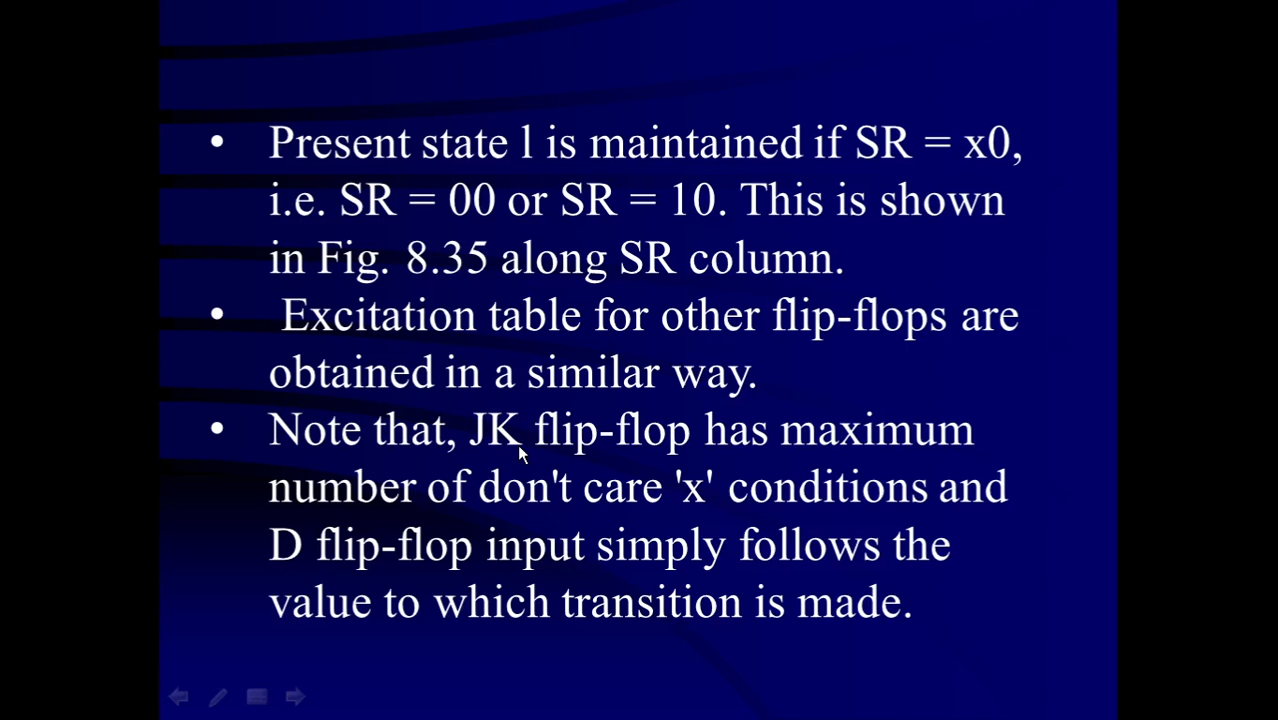 • Present state l is maintained if SR = x0,
i.e. SR = 00 or SR = 10. This is shown
in Fig. 8.35 along SR column.
• Excitation table for other flip-flops are
obtained in a similar way.
• Note that, JK flip-flop has maximum
number of don't care 'x' conditions and
D flip-flop input simply follows the
value to which transition is made.